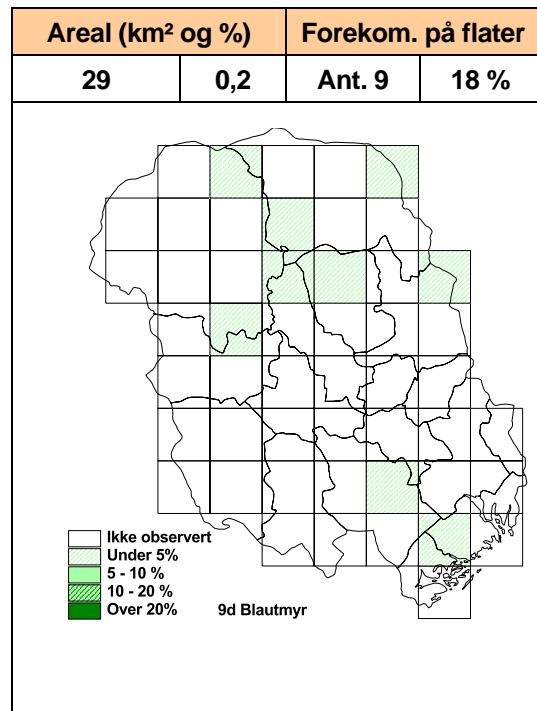 Areal (km² og %) Forekom. på flater
29 0,2 Ant. 9 18 %
Ikke observert
Under 5%
5 - 10 %
10 - 20 %
Over 20% 9d Blautmyr